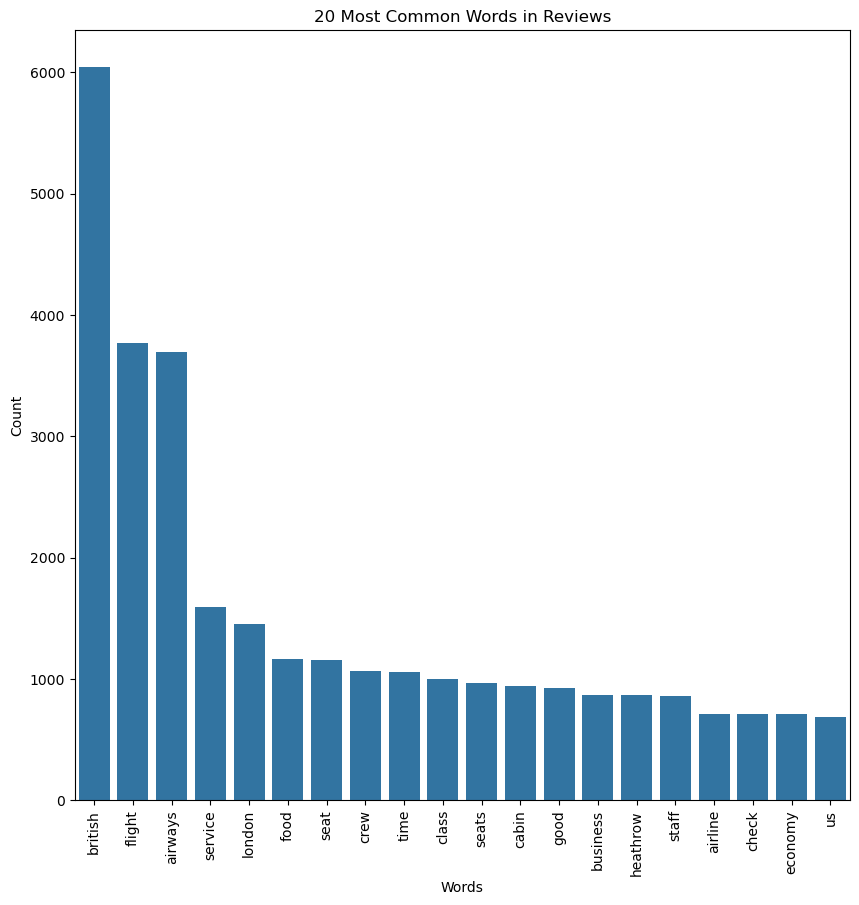 20 Most Common Words in Reviews
6000
5000
4000
3000
2000
1000
0
Count
british
flight
airways
service
london
food
seat
crew
time
class
seats
cabin
good
business
heathrow
staff
airline
check
economy
us
Words